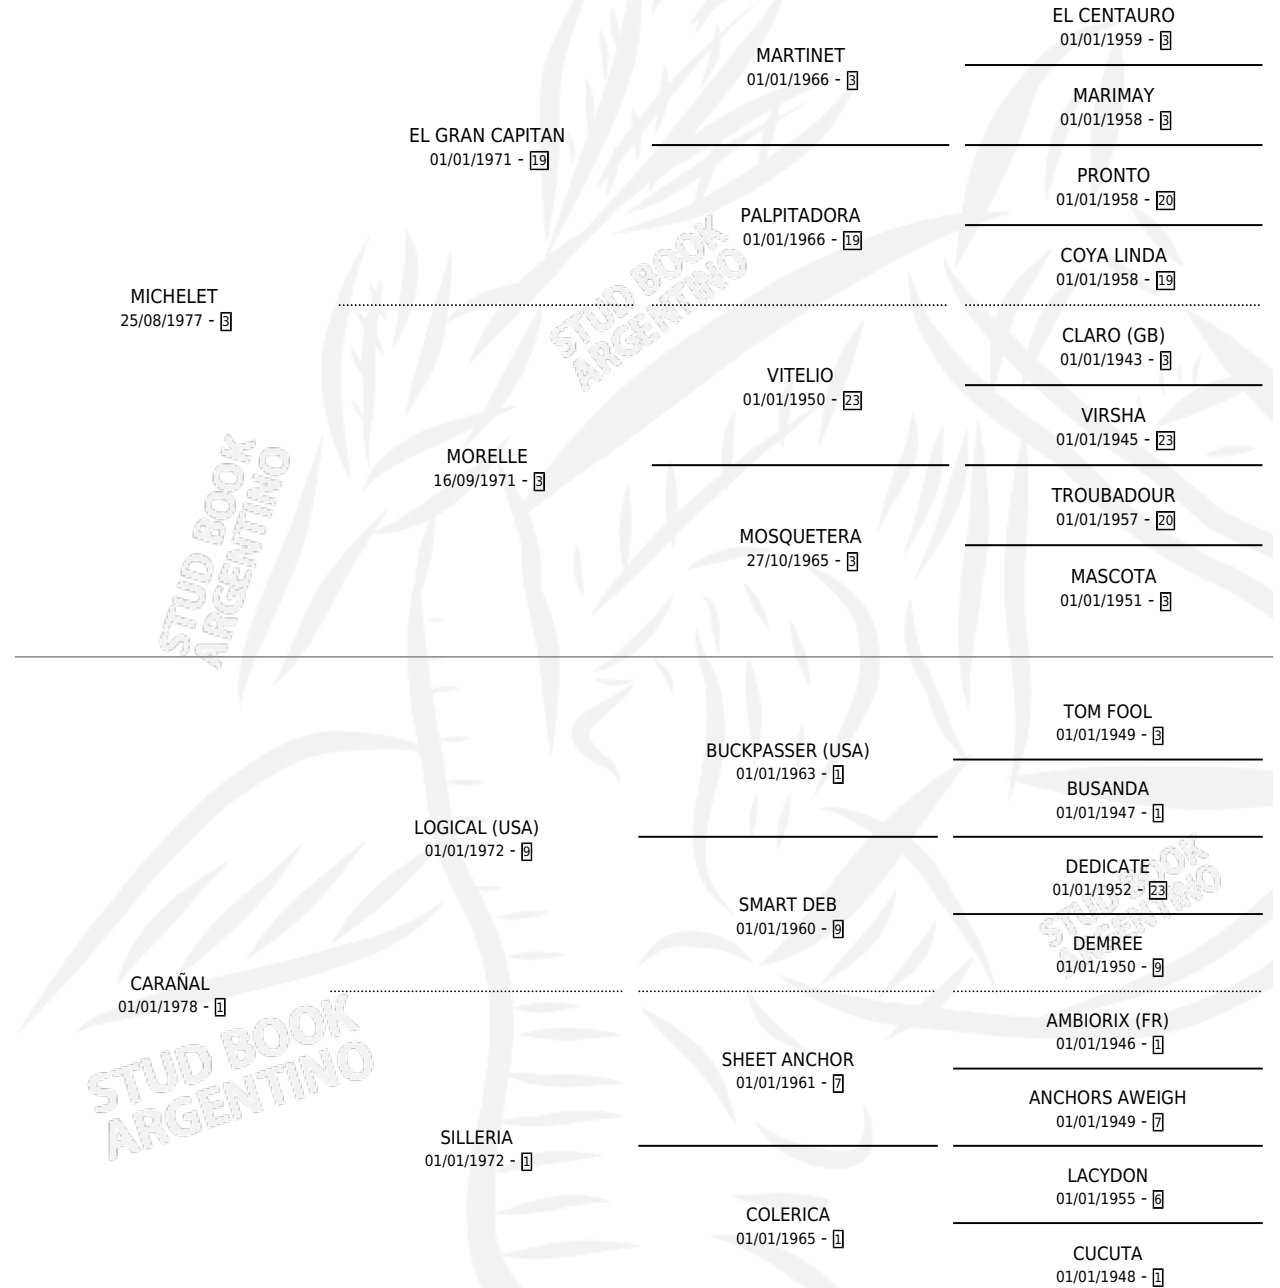 EL CENTAURO
01/01/1959 - 3
MARTINET
01/01/1966 - 3
MARIMAY
01/01/1958 - 3
EL GRAN CAPITAN
01/01/1971 - 19
PRONTO
01/01/1958 - 20
PALPITADORA
01/01/1966 - 19
COYA LINDA
01/01/1958 - 19
MICHELET
25/08/1977 - 3
CLARO (GB)
01/01/1943 - 3
VITELIO
01/01/1950 - 23
VIRSHA
01/01/1945 - 23
MORELLE
16/09/1971 - 3
TROUBADOUR
01/01/1957 - 20
MOSQUETERA
27/10/1965 - 3
MASCOTA
01/01/1951 - 3
STUD BOOK
ARGENTINO
STUD BOOK
ARGENTINO
TOM FOOL
01/01/1949 - 3
BUCKPASSER (USA)
01/01/1963 - 1
BUSANDA
01/01/1947 - 1
LOGICAL (USA)
01/01/1972 - 9
DEDICATE
01/01/1952 - 23
SMART DEB
01/01/1960 - 9
DEMREE
01/01/1950 - 9
STUD BOOK
ARGENTINO
CARAÑAL
01/01/1978 - 1
AMBIORIX (FR)
01/01/1946 - 1
SHEET ANCHOR
01/01/1961 - 7
ANCHORS AWEIGH
01/01/1949 - 7
STUD BOOK
ARGENTINO
SILLERIA
01/01/1972 - 1
LACYDON
01/01/1955 - 6
COLERICA
01/01/1965 - 1
CUCUTA
01/01/1948 - 1